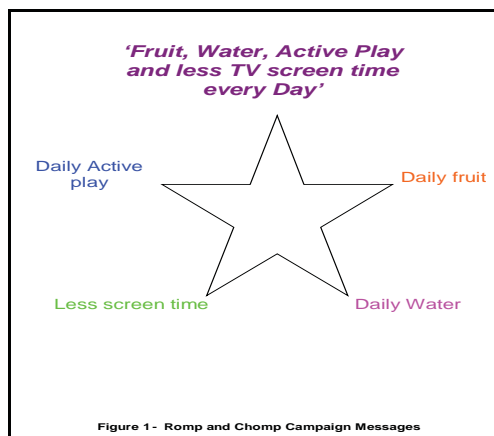 ‘Fruit, Water, Active Play
and less TV screen time
every Day’
Daily Active
play
Daily fruit
Less screen time
Daily Water
Figure 1 - Romp and Chomp Campaign Messages